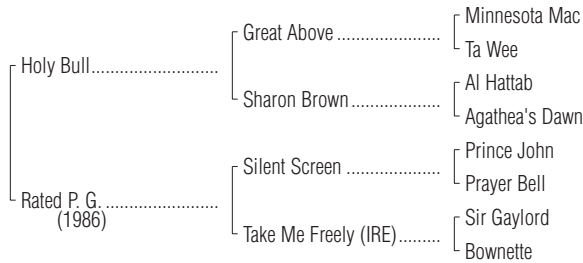 Minnesota Mac
Great Above
Ta Wee
Holy Bull
Al Hattab
Sharon Brown
Agathea's Dawn
Prince John
Silent Screen
Prayer Bell
Rated P. G.
(1986)
Sir Gaylord
Take Me Freely (IRE)
Bownette